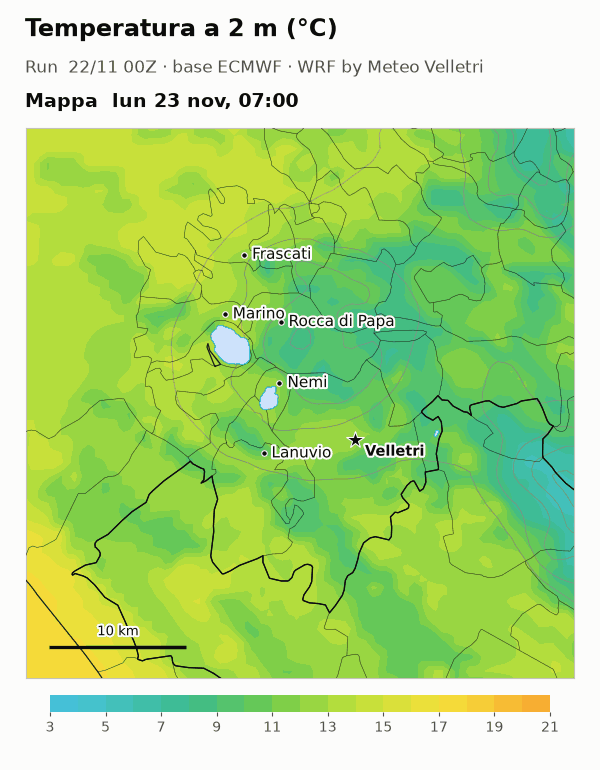 Temperatura a 2 m (°C)
Run  22/11 00Z · base ECMWF · WRF by Meteo Velletri
Mappa  lun 23 nov, 07:00
Frascati
Marino
Rocca di Papa
Nemi
Velletri
Lanuvio
10 km
3 5 7 9 11 13 15 17 19 21